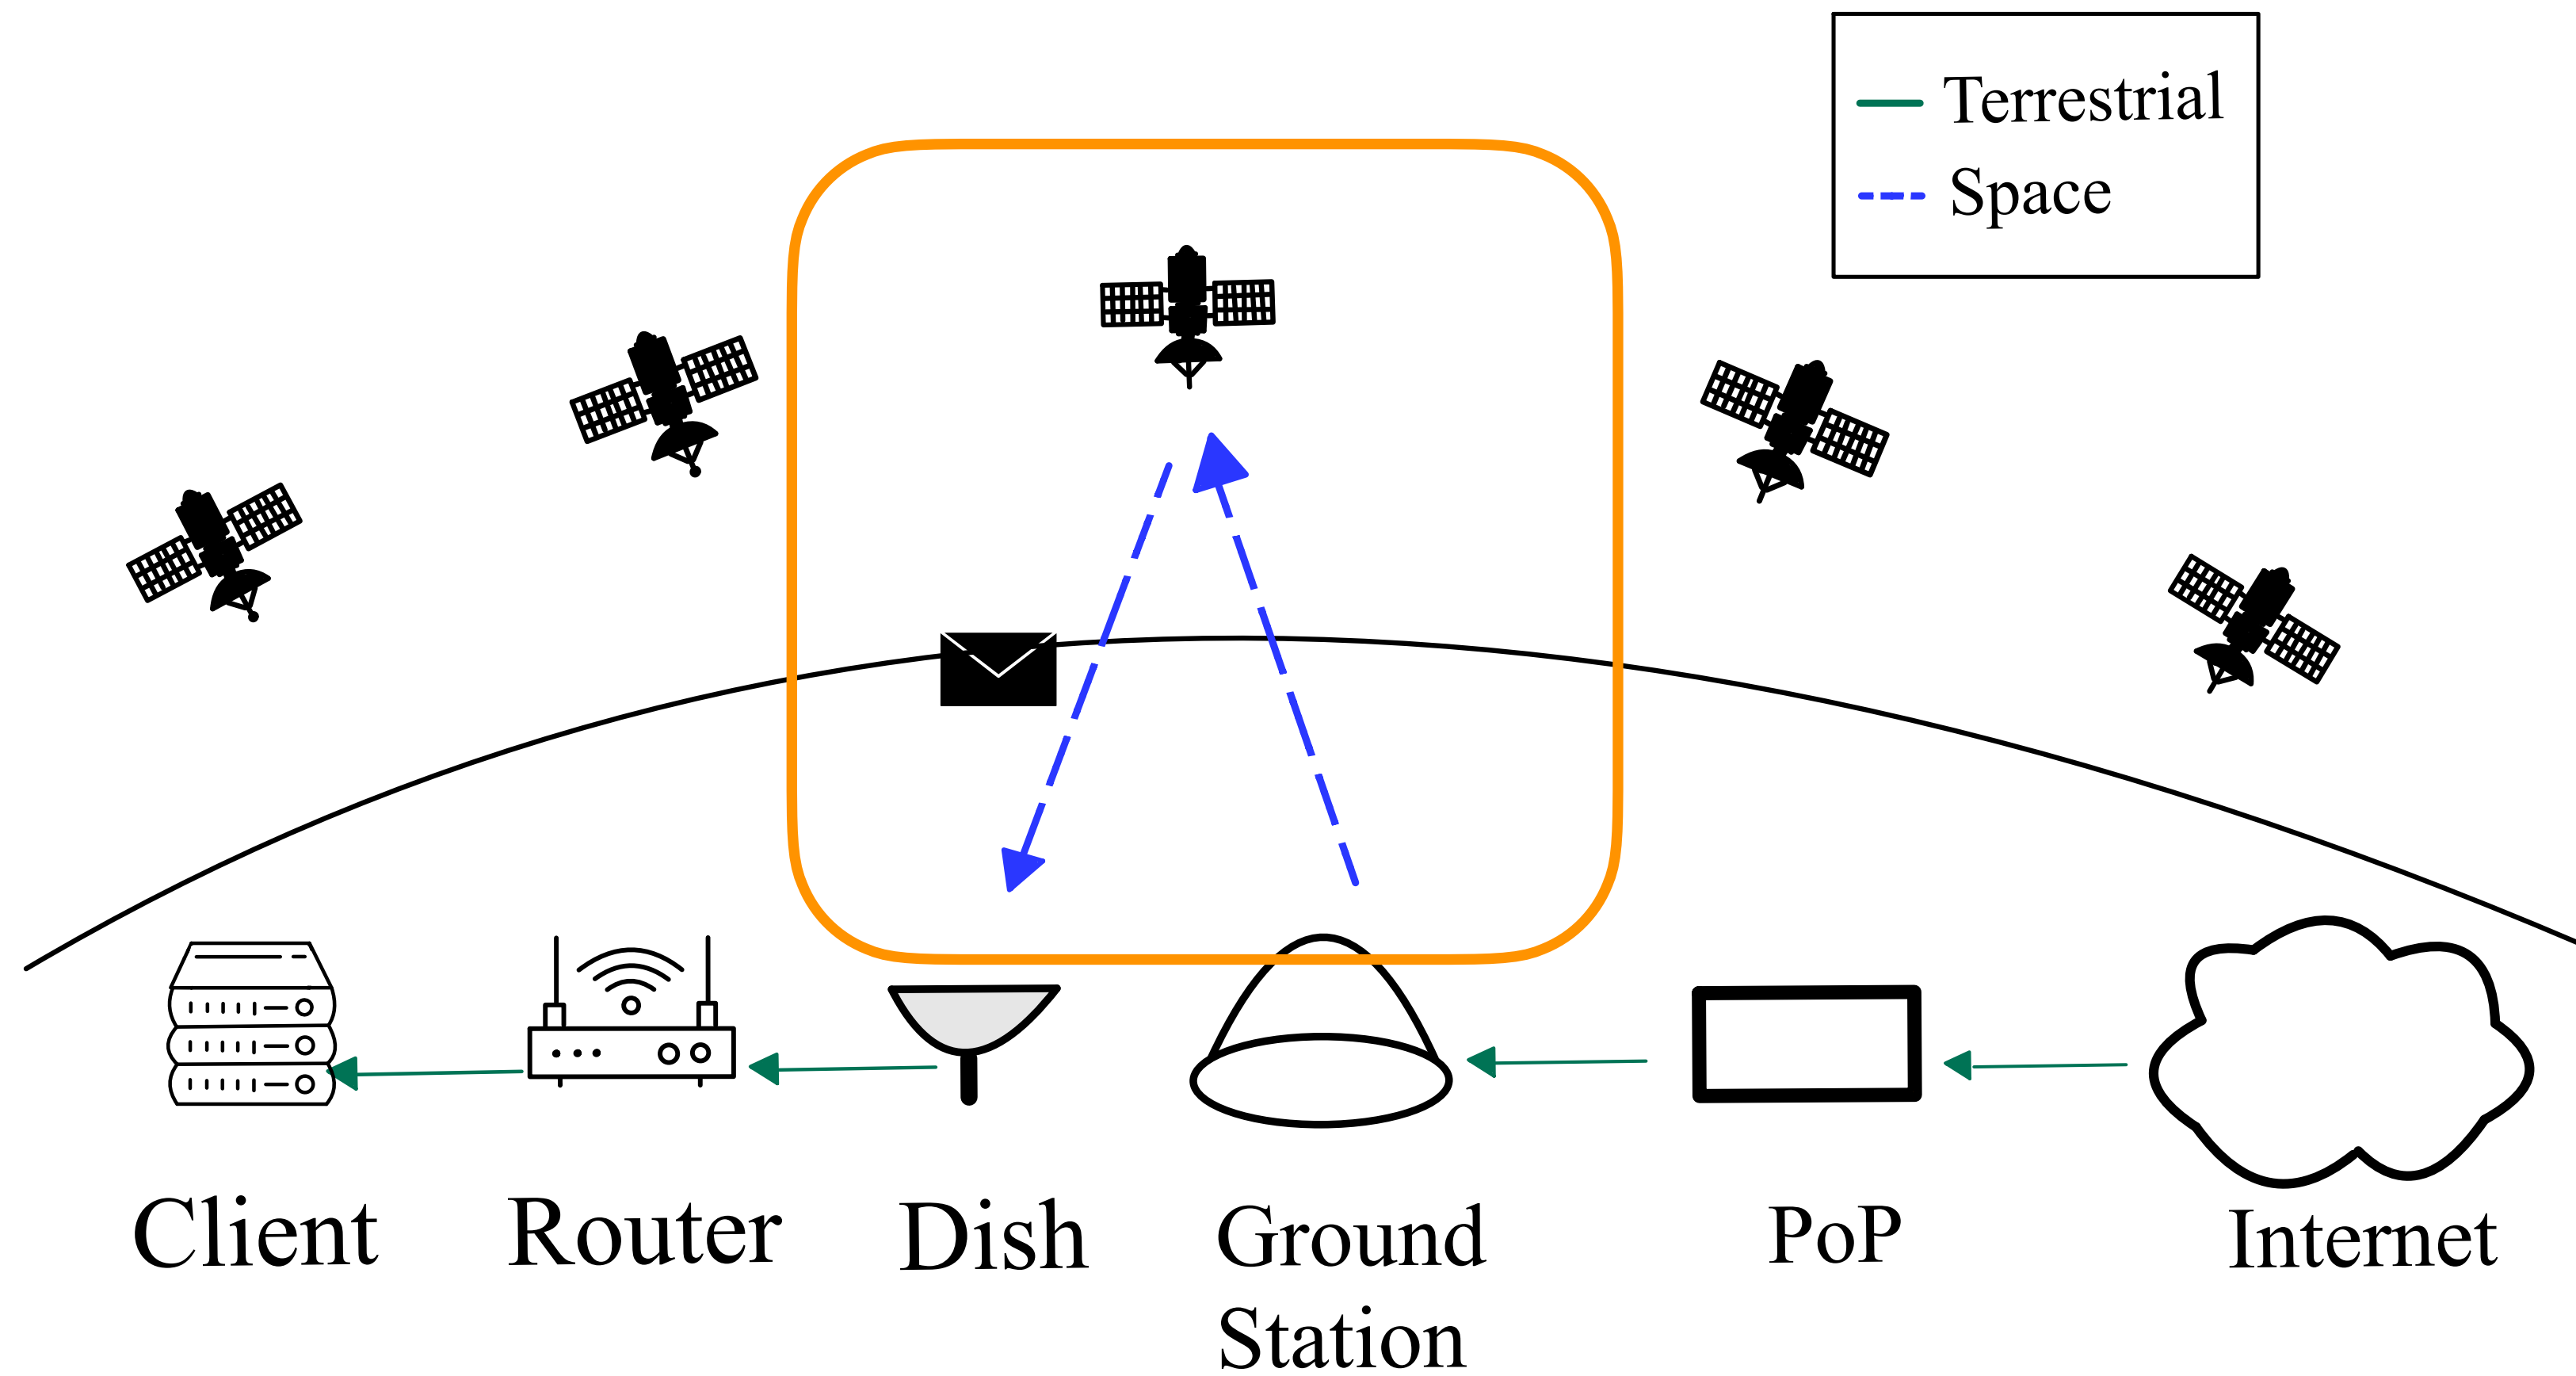 Terrestrial
Space
Client
Router
Dish
Ground
Station
PoP
Internet